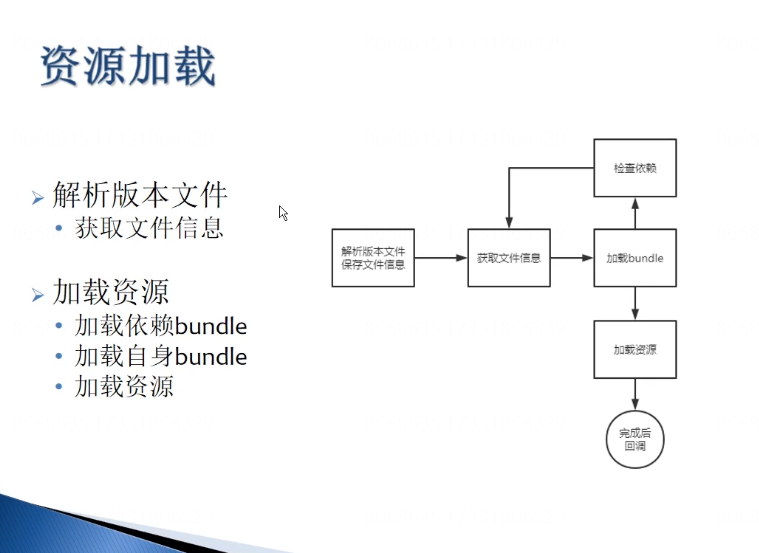 资源加载
解析版本文件
获取文件信息
加载资源
加载依赖bundle
加载自身bundle
加载资源
检查依赖
解析版本文件
保存文件信息
获取文件信息
加载bundle
加载资源
完成后
回调